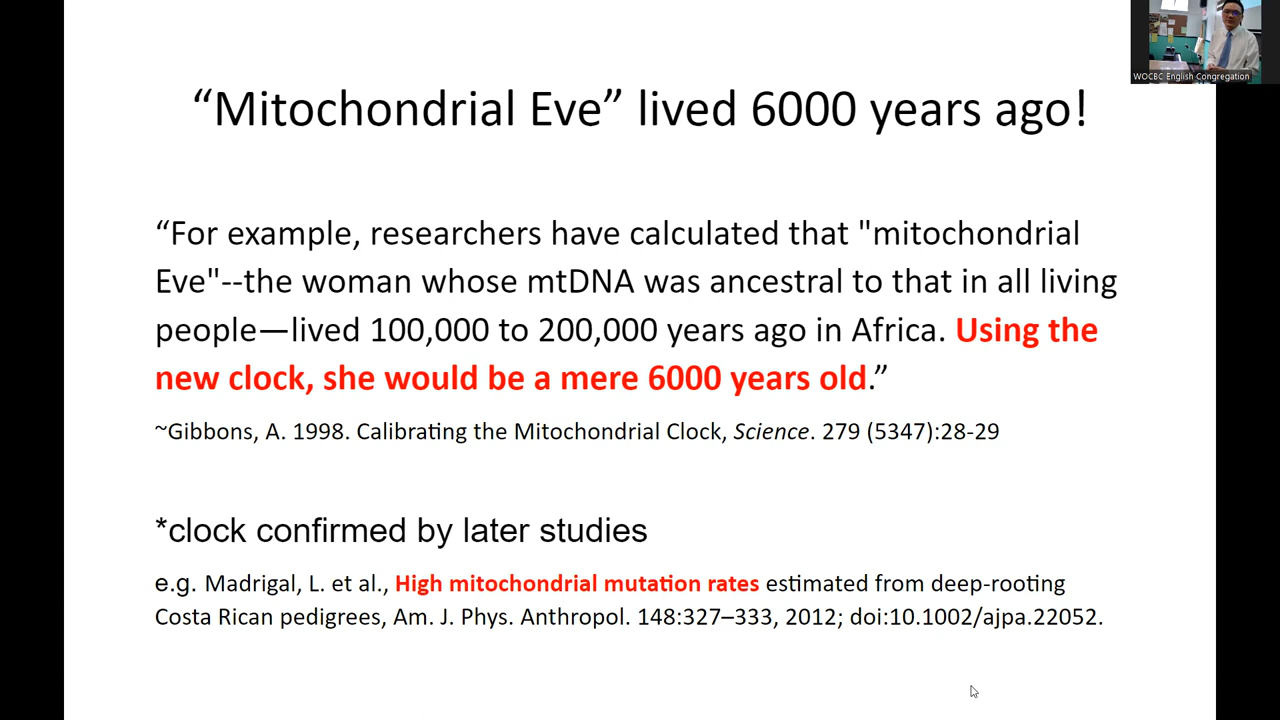 WOCBC English Congregation
“Mitochondrial Eve” lived 6000 years ago!
“For example, researchers have calculated that "mitochondrial
Eve"--the woman whose mtDNA was ancestral to that in all living
people—lived 100,000 to 200,000 years ago in Africa. Using the
new clock, she would be a mere 6000 years old.”
~Gibbons, A. 1998. Calibrating the Mitochondrial Clock, Science. 279 (5347):28-29
*clock confirmed by later studies
e.g. Madrigal, L. et al., High mitochondrial mutation rates estimated from deep-rooting
Costa Rican pedigrees, Am. J. Phys. Anthropol. 148:327–333, 2012; doi:10.1002/ajpa.22052.